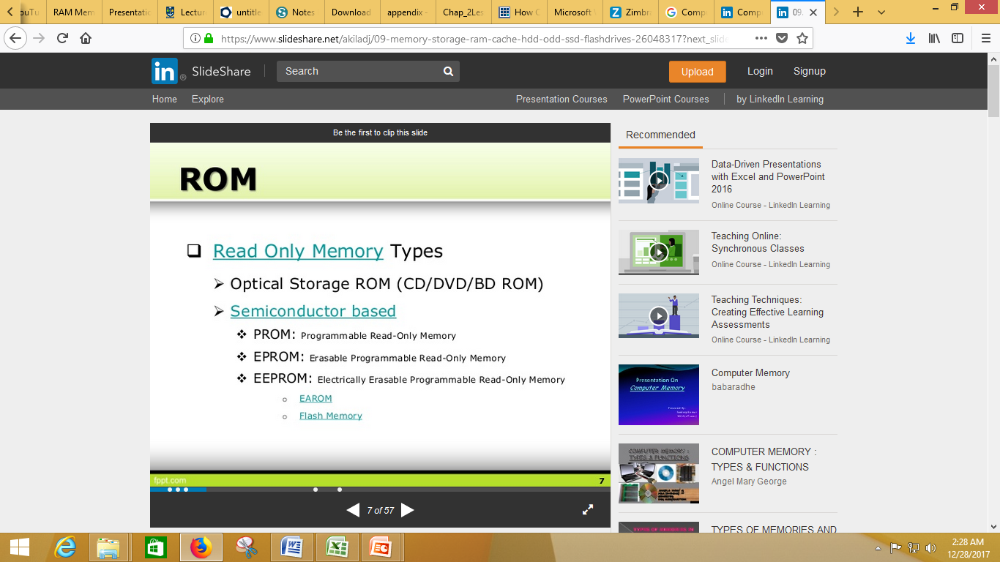 ouTu
RAM Mem
Presentatio
Lectur
untitle
Notes
Download
appendix -
Chap_2Les
How C
Microsoft
Zimbr
Comp
Comp
09.
https://www.slideshare.net/akiladj/09-memory-storage-ram-cache-hdd-odd-ssd-flashdrives-26048317?next_slid
in SlideShare
Search
Upload
Login
Signup
Home
Explore
Presentation Courses
PowerPoint Courses
by LinkedIn Learning
Be the first to clip this slide
ROM
Read Only Memory Types
Optical Storage ROM (CD/DVD/BD ROM)
Semiconductor based
PROM: Programmable Read-Only Memory
EPROM: Erasable Programmable Read-Only Memory
EEPROM: Electrically Erasable Programmable Read-Only Memory
EAROM
Flash Memory
fppt.com
7
7 of 57
Recommended
Data-Driven Presentations
with Excel and PowerPoint
2016
Online Course - LinkedIn Learning
Teaching Online:
Synchronous Classes
Online Course - LinkedIn Learning
Teaching Techniques:
Creating Effective Learning
Assessments
Online Course - LinkedIn Learning
Presentation On
Computer Memory
Computer Memory
babaradhe
COMPUTER MEMORY :
TYPES & FUNCTIONS
COMPUTER MEMORY :
TYPES & FUNCTIONS
Angel Mary George
TYPES OF MEMORIES AND
2:28 AM
12/28/2017